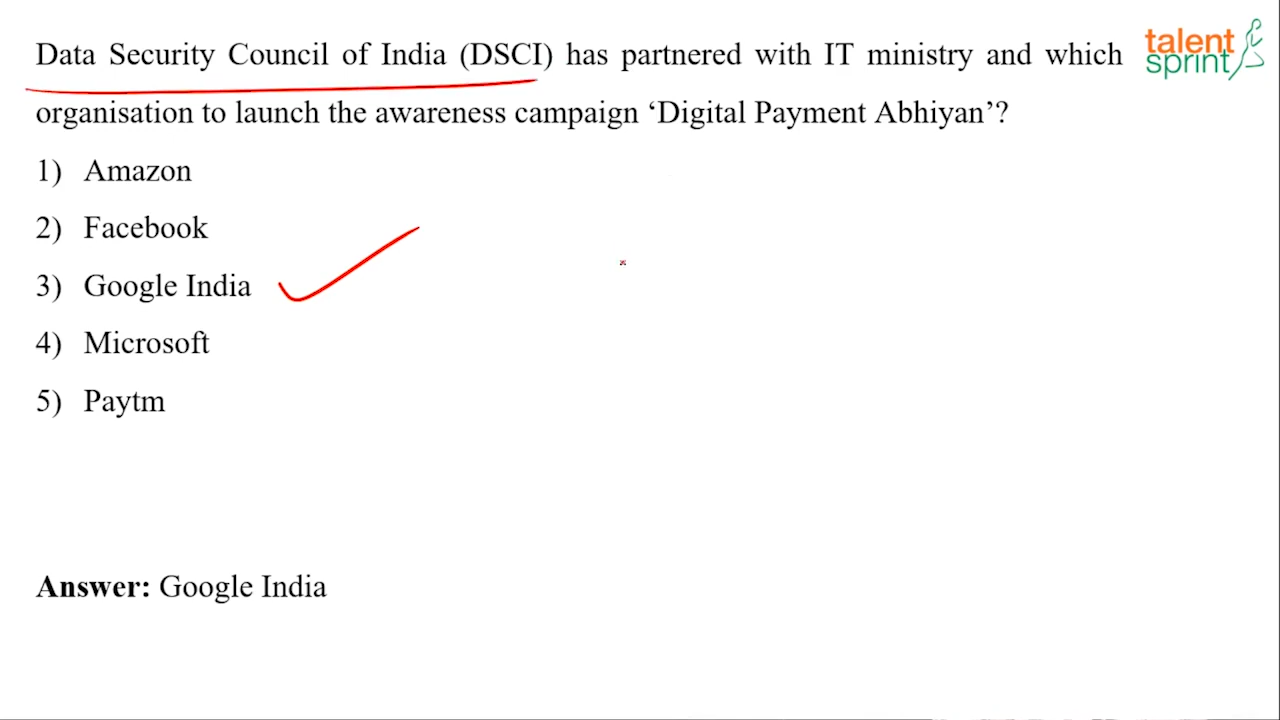 Data Security Council of India (DSCI) has partnered with IT ministry and which
talent
sprint
organisation to launch the awareness campaign ‘Digital Payment Abhiyan’?
1) Amazon
2) Facebook
3) Google India
4) Microsoft
5) Paytm
Answer: Google India